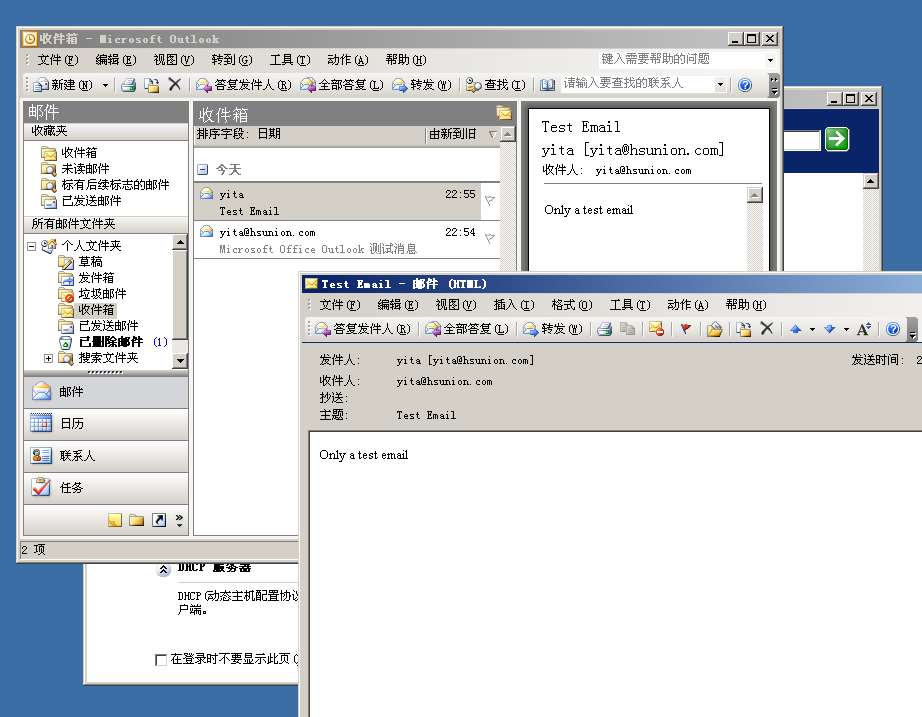 收件箱 - Microsoft Outlook
文件(F) 编辑(E) 视图(V) 转到(G) 工具(T) 动作(A) 帮助(H) 键入需要帮助的问题
新建(N) 答复发件人(R) 全部答复(L) 转发(W) 查找(I) 请输入要查找的联系人
邮件
收藏夹
收件箱
未读邮件
标有后续标志的邮件
已发送邮件
所有邮件文件夹
个人文件夹
草稿
发件箱
垃圾邮件
收件箱
已发送邮件
已删除邮件 (1)
搜索文件夹
邮件
日历
联系人
任务
2 项
收件箱
排序字段: 日期 由新到旧
今天
yita 22:55
Test Email
yita@hsunion.com 22:54
Microsoft Office Outlook 测试消息
Test Email
yita [yita@hsunion.com]
收件人: yita@hsunion.com
Only a test email
Test Email - 邮件 (HTML)
文件(F) 编辑(E) 视图(V) 插入(I) 格式(O) 工具(T) 动作(A) 帮助(H)
答复发件人(R) 全部答复(L) 转发(W)
发件人: yita [yita@hsunion.com] 发送时间: 2
收件人: yita@hsunion.com
抄送:
主题: Test Email
Only a test email
DHCP 服务器
DHCP(动态主机配置协议
户端。
在登录时不要显示此页(